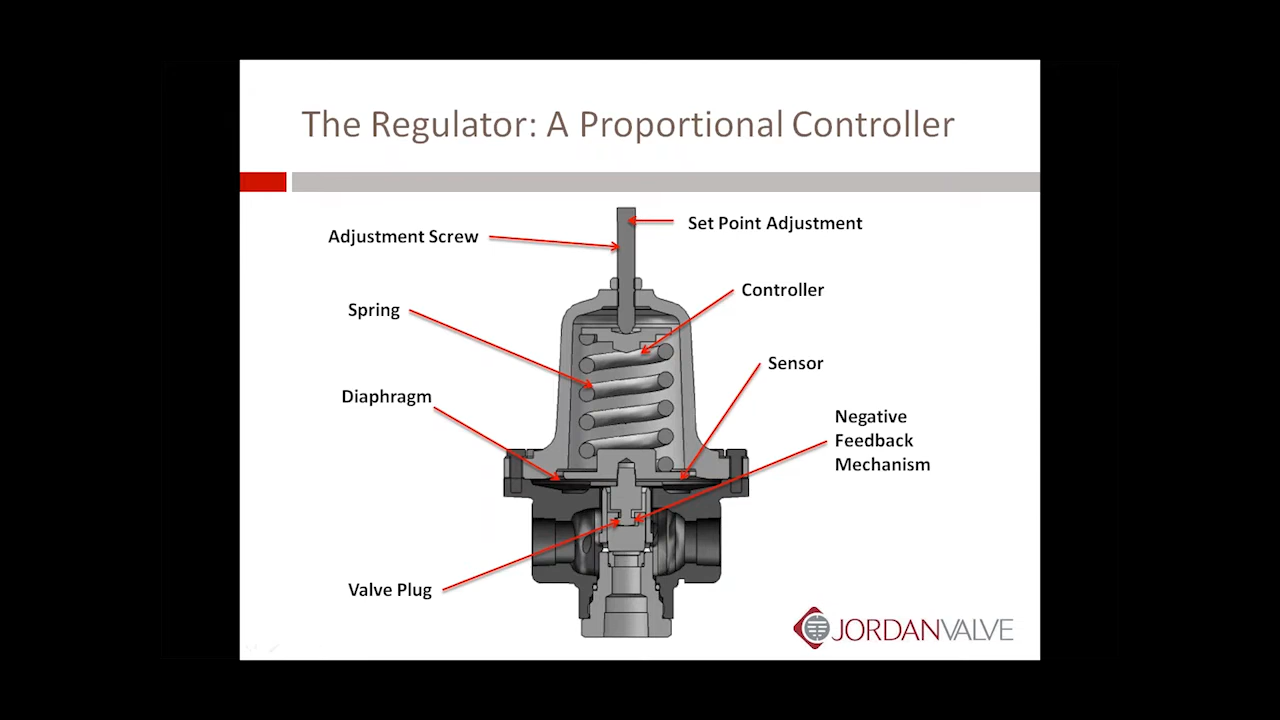 The Regulator: A Proportional Controller
Set Point Adjustment
Adjustment Screw
Controller
Spring
Sensor
Diaphragm
Negative
Feedback
Mechanism
Valve Plug
JORDANVALVE